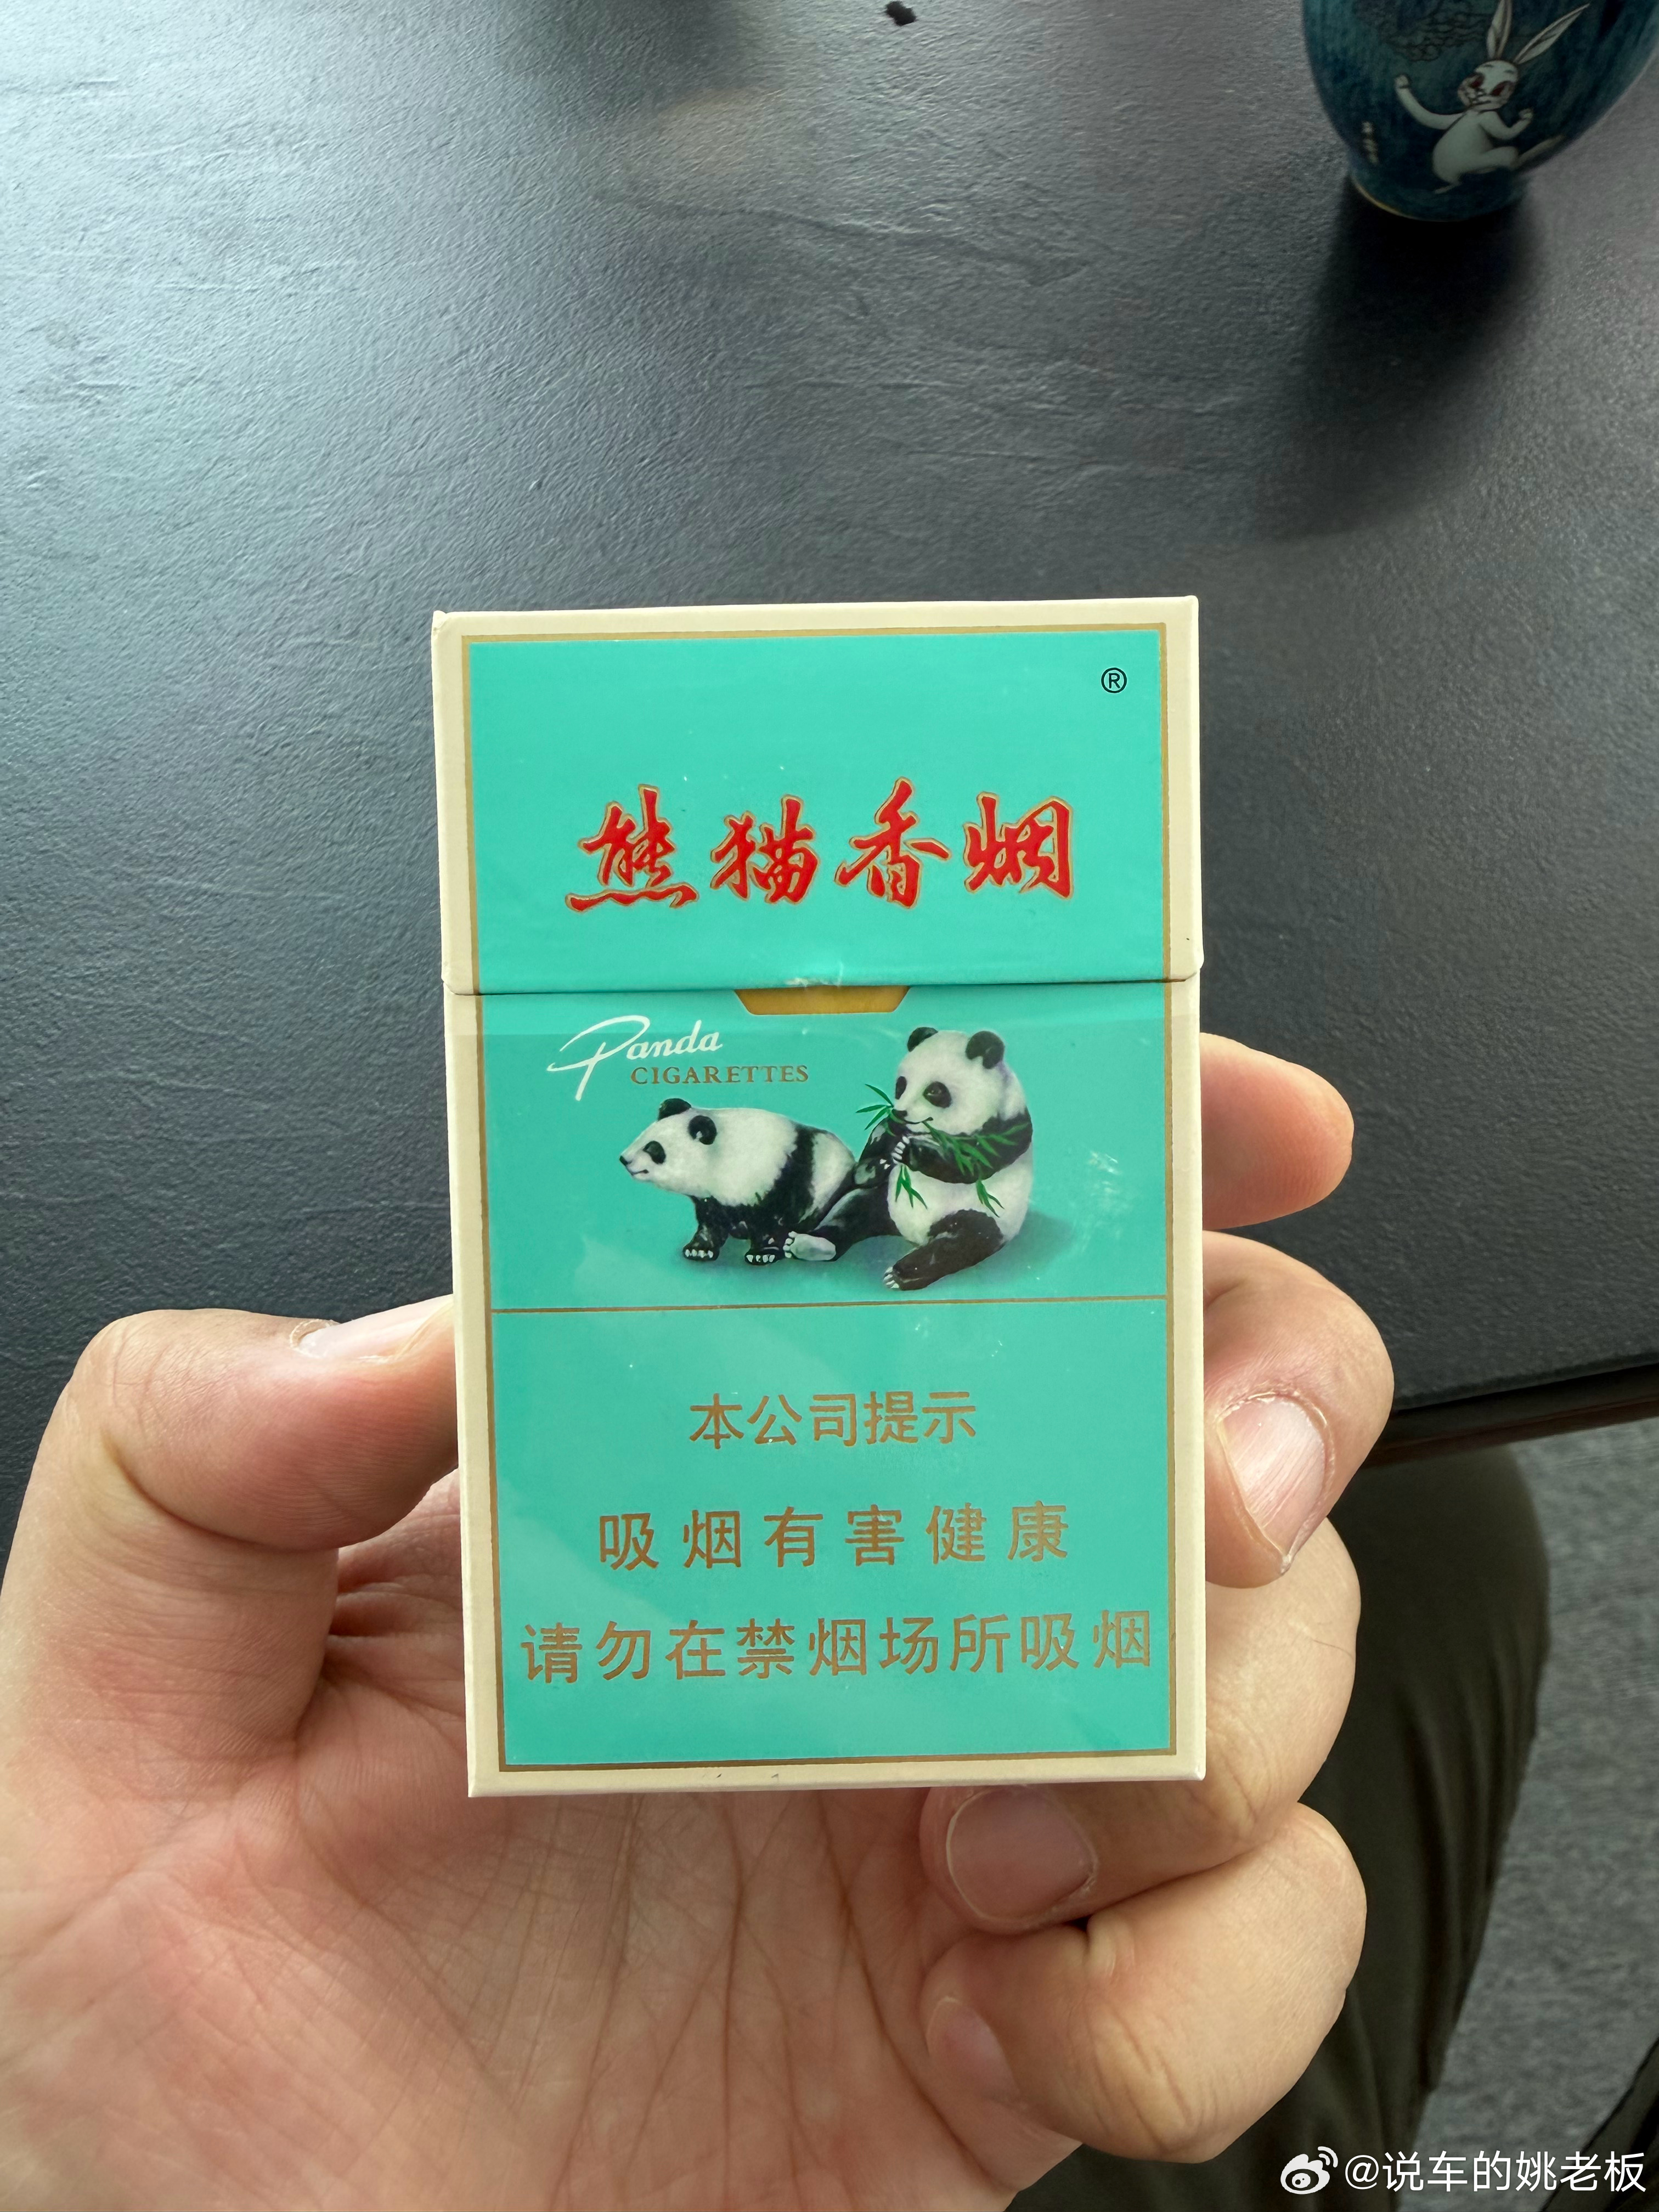 ®
熊猫香烟
Panda
CIGARETTES
本公司提示
吸烟有害健康
请勿在禁烟场所吸烟
@说车的姚老板